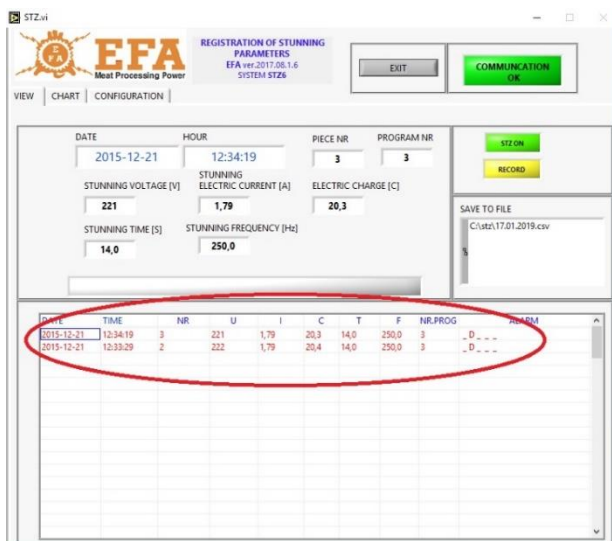 STZ.vi
EFA
EFA
Meat Processing Power
REGISTRATION OF STUNNING
PARAMETERS
EFA ver.2017.08.1.6
SYSTEM STZ6
EXIT
COMMUNCATION
OK
VIEW CHART CONFIGURATION
DATE HOUR PIECE NR PROGRAM NR
2015-12-21 12:34:19 3 3
STZ ON
RECORD
STUNNING VOLTAGE [V] STUNNING ELECTRIC CURRENT [A] ELECTRIC CHARGE [C]
221 1,79 20,3
STUNNING TIME [S] STUNNING FREQUENCY [Hz]
14,0 250,0
SAVE TO FILE
C:\stz\17.01.2019.csv
%
DATE TIME NR U I C T F NR.PROG ALARM
2015-12-21 12:34:19 3 221 1,79 20,3 14,0 250,0 3 _ D _ _ _
2015-12-21 12:33:29 2 222 1,79 20,4 14,0 250,0 3 _ D _ _ _